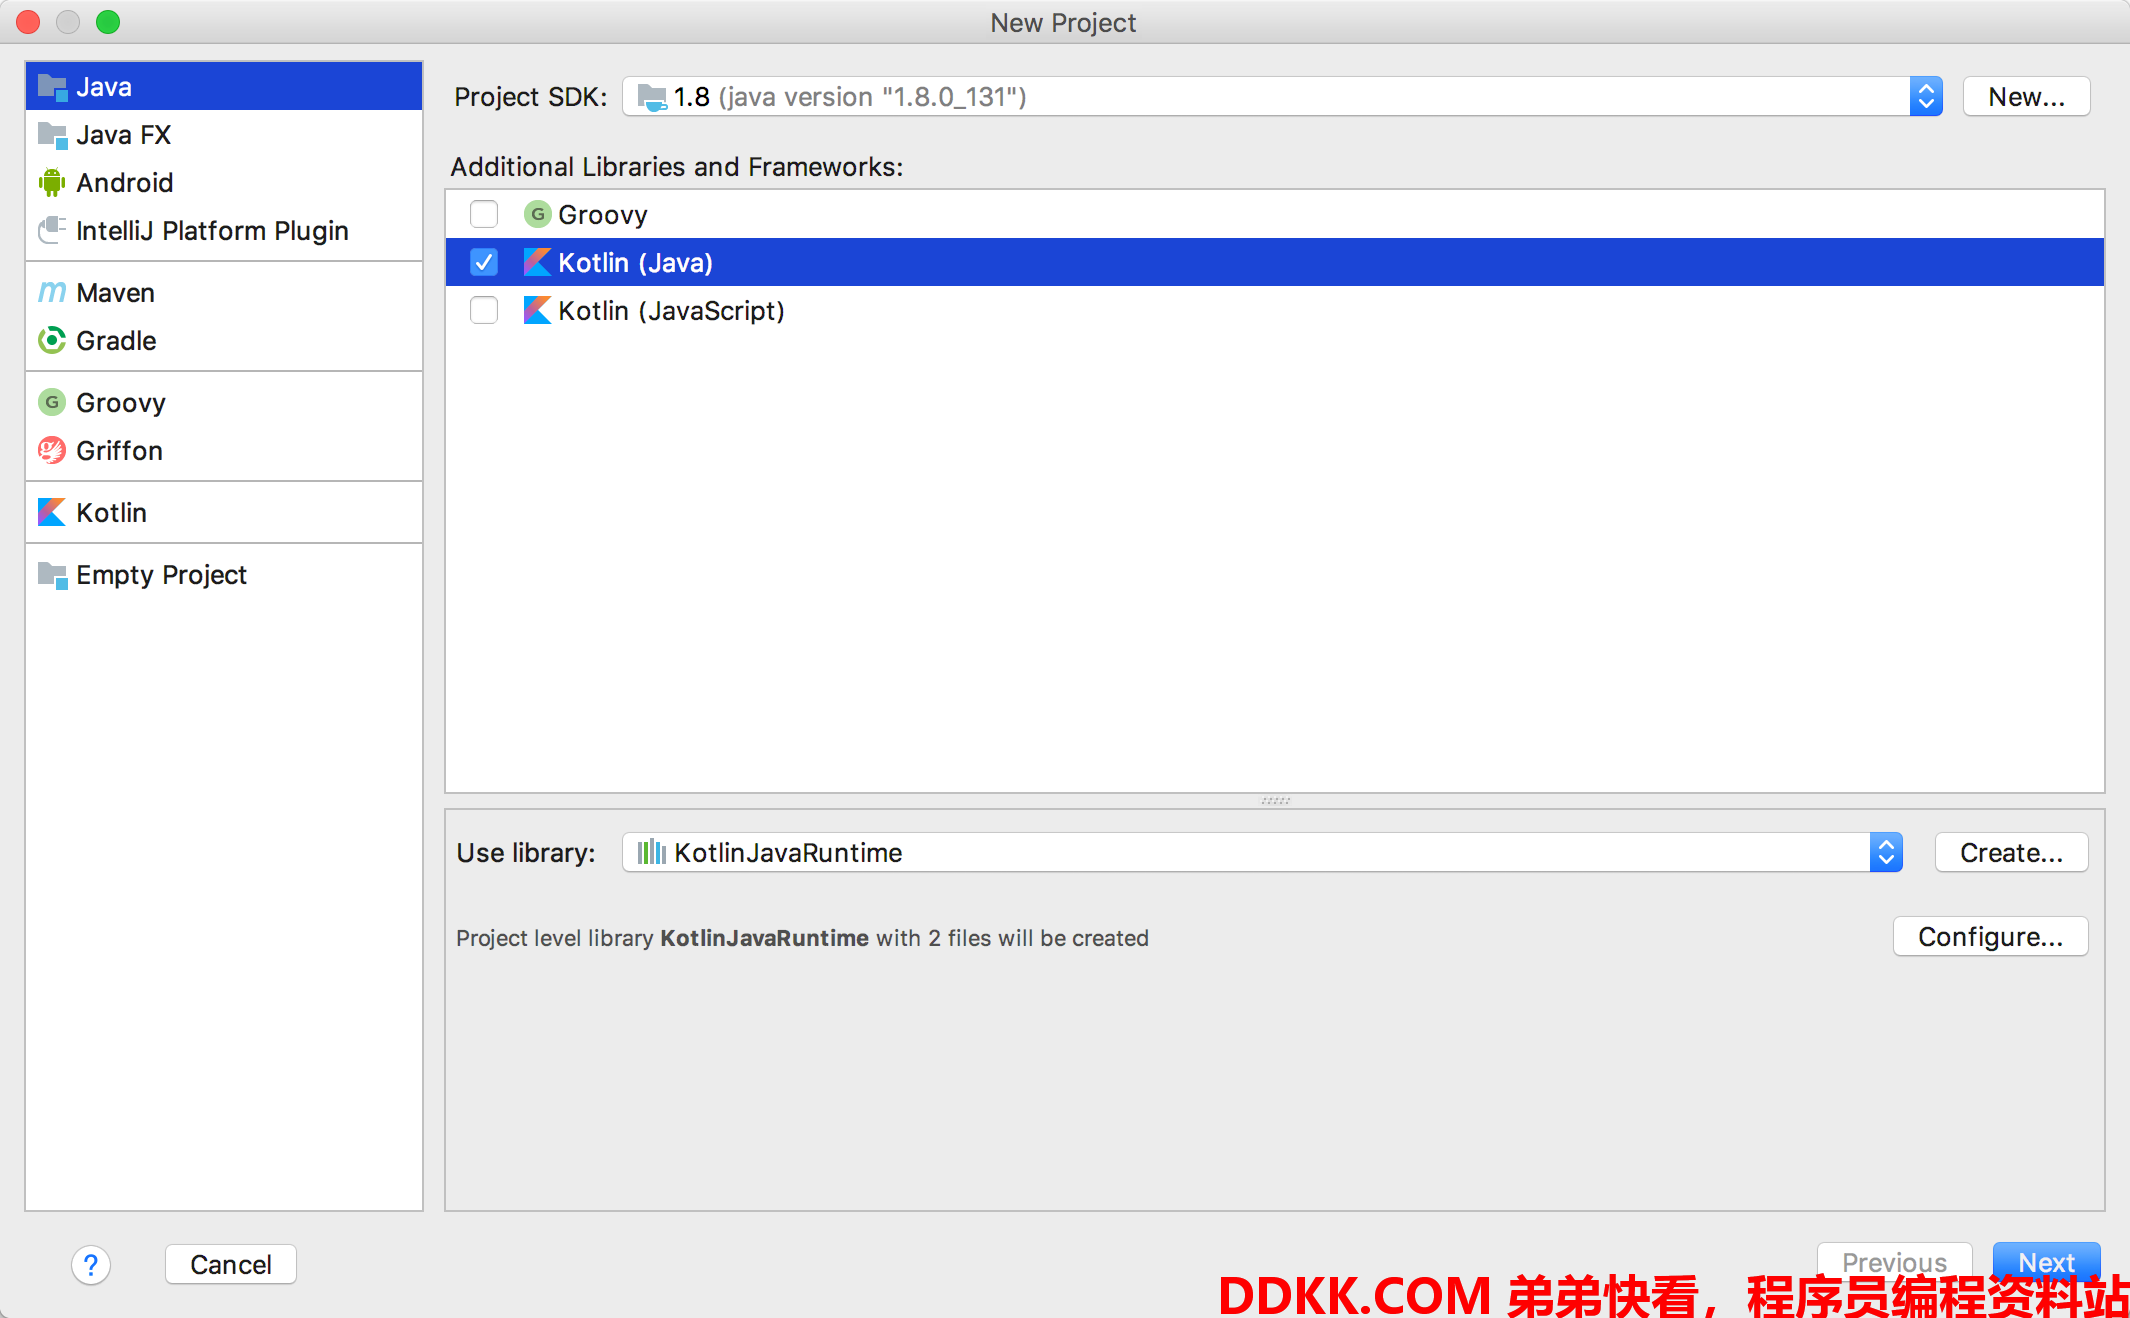 New Project
Java
Java FX
Android
IntelliJ Platform Plugin
Maven
Gradle
Groovy
Griffon
Kotlin
Empty Project
Project SDK: 1.8 (java version "1.8.0_131") New...
Additional Libraries and Frameworks:
Groovy
Kotlin (Java)
Kotlin (JavaScript)
Use library: KotlinJavaRuntime Create...
Project level library KotlinJavaRuntime with 2 files will be created Configure...
? Cancel Previous Next
DDKK.COM 弟弟快看，程序员编程资料站